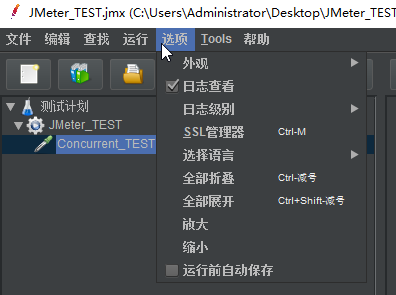 JMeter_TEST.jmx (C:\Users\Administrator\Desktop\JMeter_TEST
文件 编辑 查找 运行 选项 Tools 帮助
外观
日志查看
日志级别
SSL管理器 Ctrl-M
选择语言
全部折叠 Ctrl-减号
全部展开 Ctrl+Shift-减号
放大
缩小
运行前自动保存
测试计划
JMeter_TEST
Concurrent_TEST